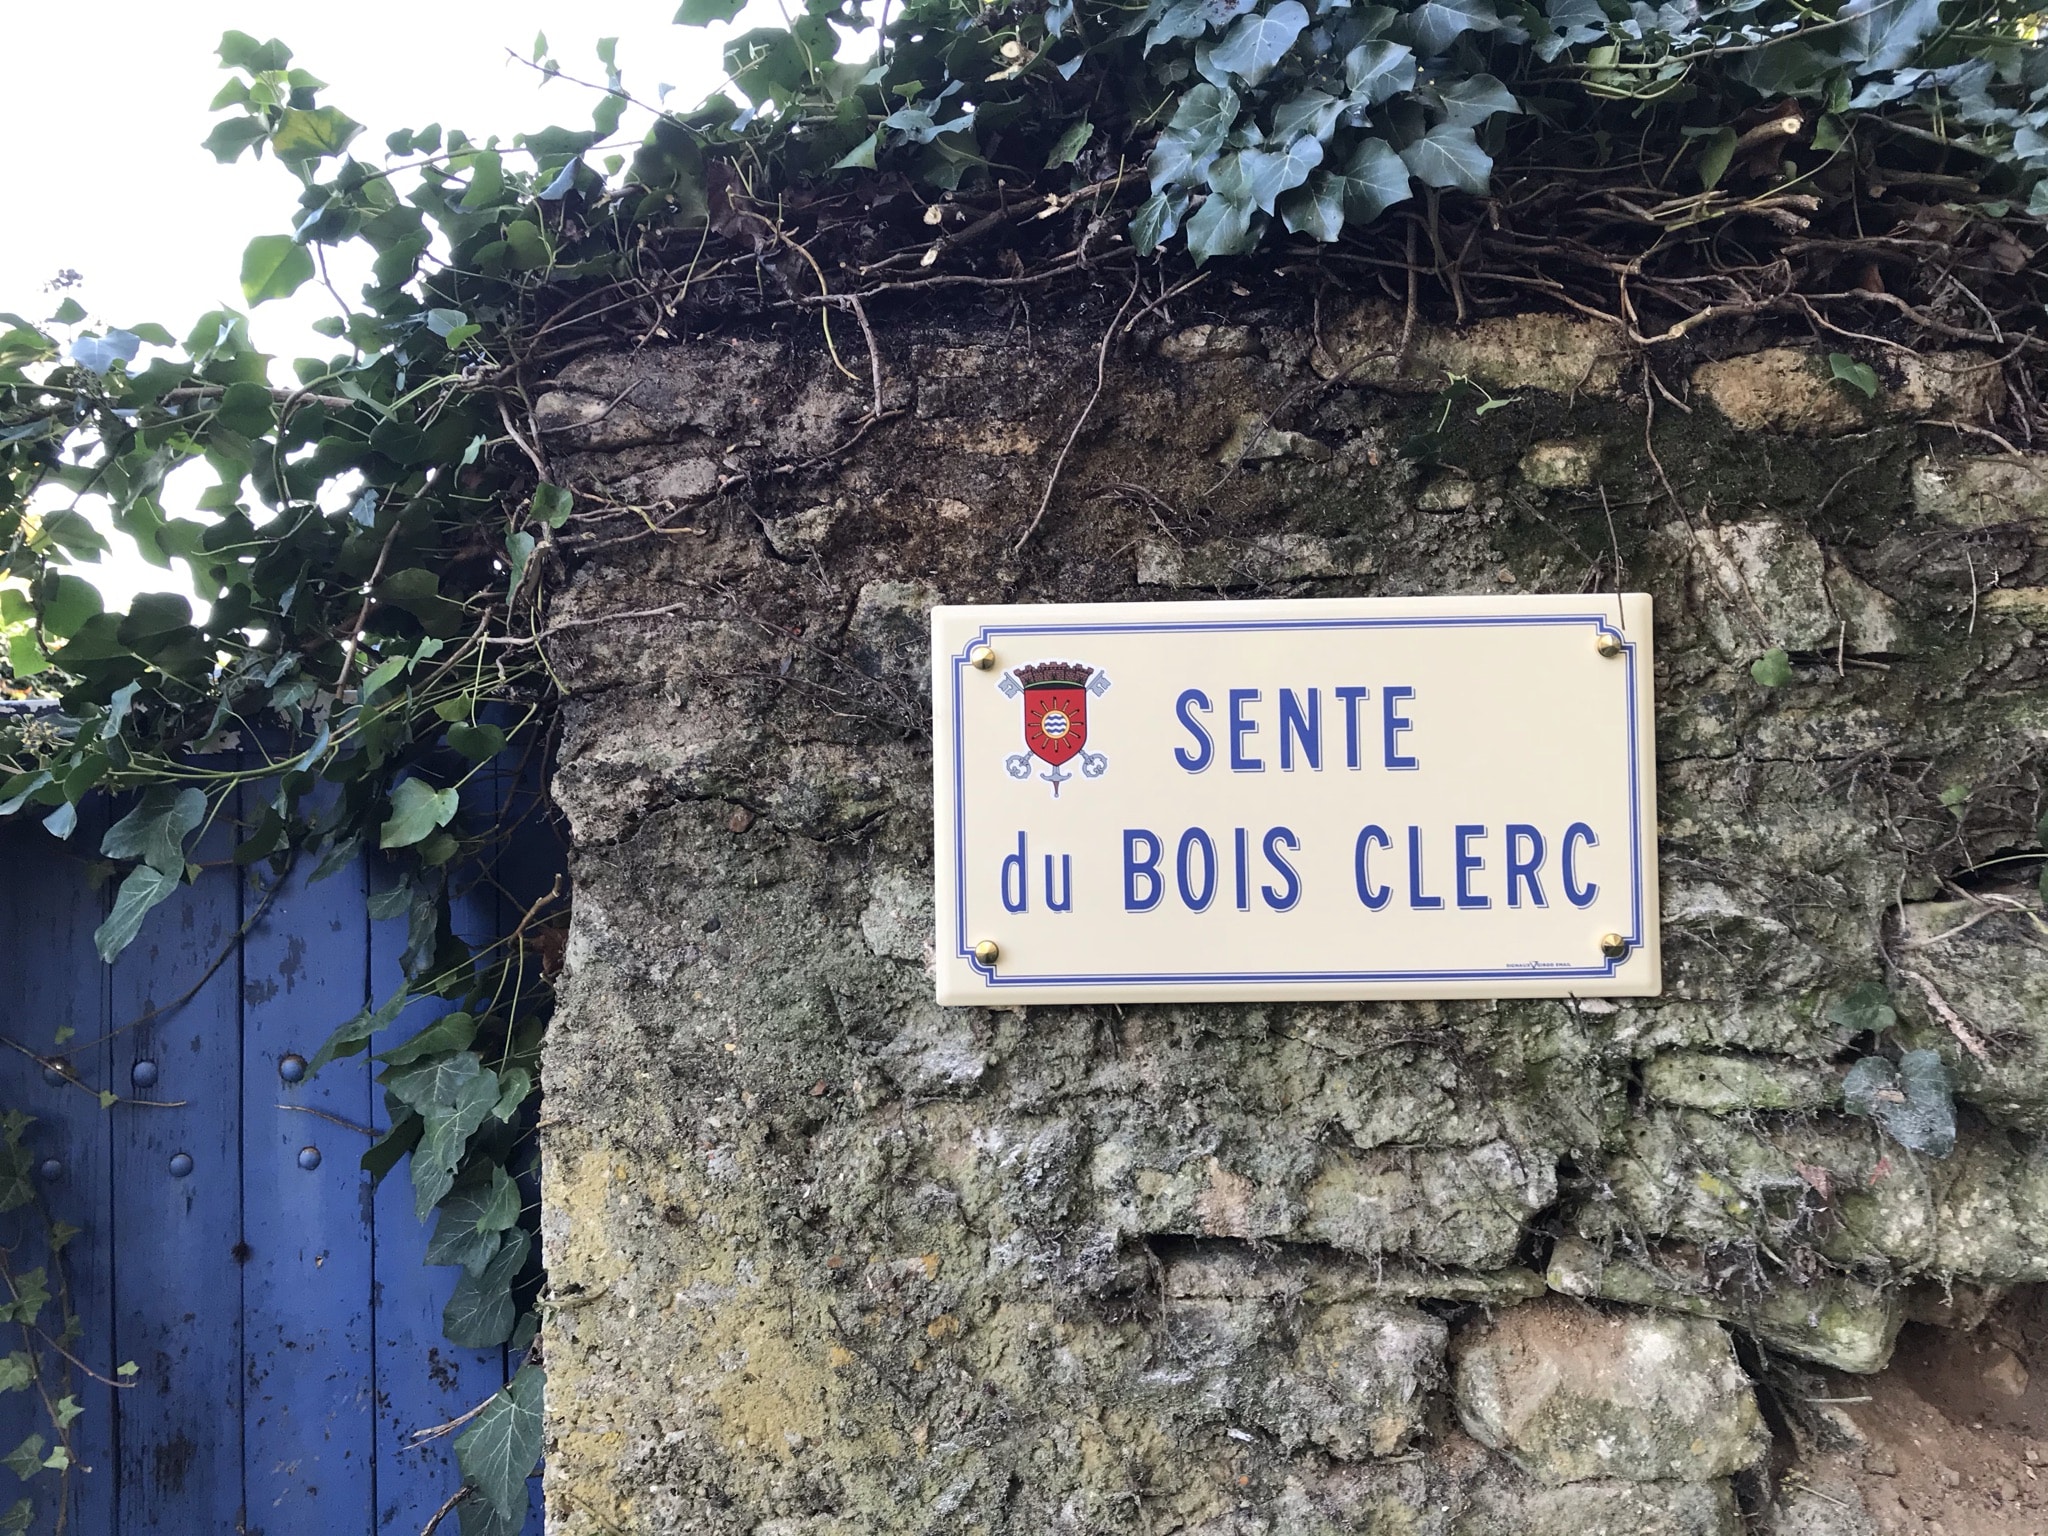 SENTE
du BOIS CLERC